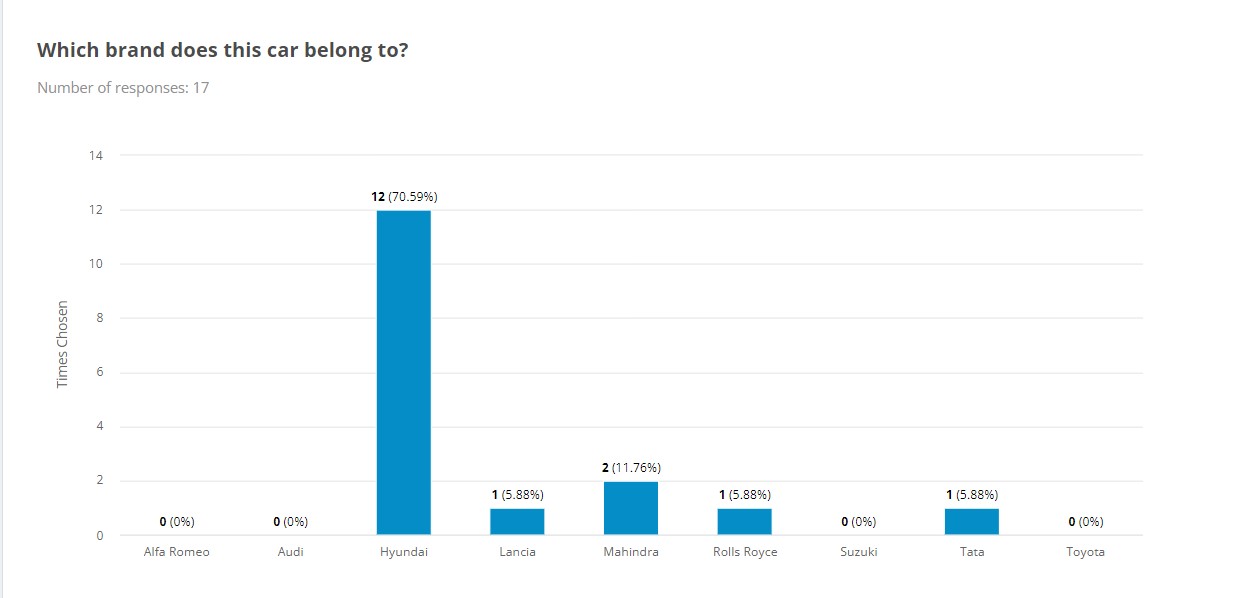 Which brand does this car belong to?
Number of responses: 17
Times Chosen
14
12
10
8
6
4
2
0
0 (0%)
0 (0%)
12 (70.59%)
1 (5.88%)
2 (11.76%)
1 (5.88%)
0 (0%)
1 (5.88%)
0 (0%)
Alfa Romeo
Audi
Hyundai
Lancia
Mahindra
Rolls Royce
Suzuki
Tata
Toyota